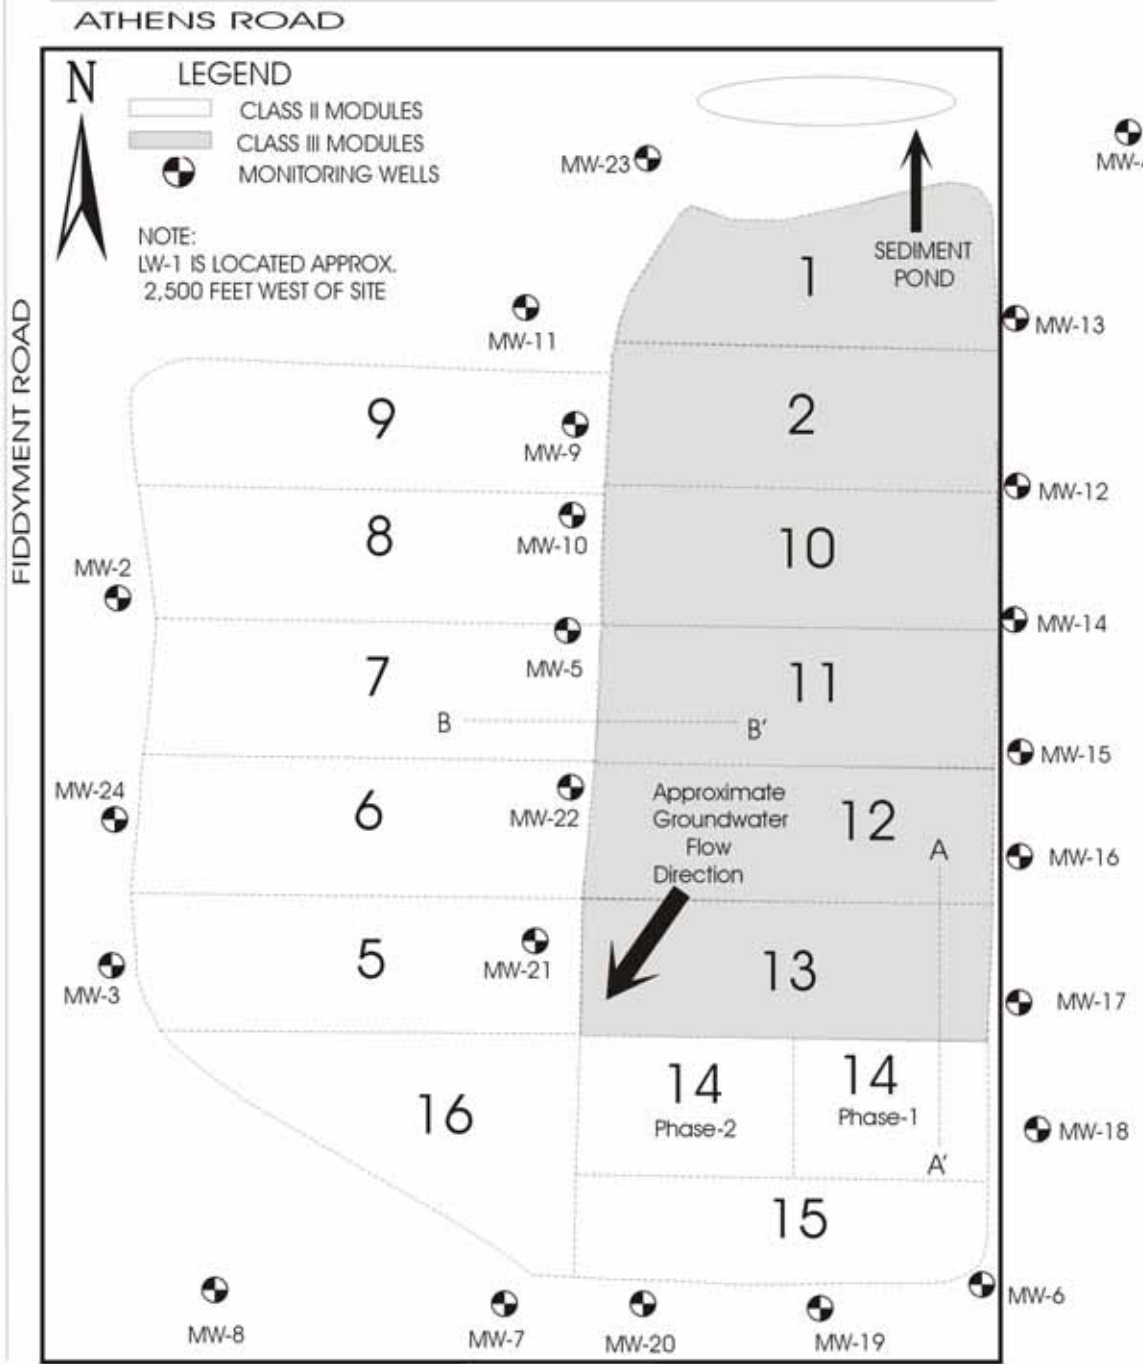 ATHENS ROAD
N
LEGEND
CLASS II MODULES
CLASS III MODULES
MONITORING WELLS
NOTE:
LW-1 IS LOCATED APPROX.
2,500 FEET WEST OF SITE
MW-23
SEDIMENT
POND
1
MW-13
MW-11
FIDDYMENT ROAD
9
2
MW-9
MW-12
8
10
MW-10
MW-2
MW-14
7
MW-5
11
B
B'
MW-15
MW-24
6
MW-22
Approximate
Groundwater
Flow
Direction
12
A
MW-16
5
MW-21
13
MW-3
MW-17
16
14
Phase-2
14
Phase-1
MW-18
A'
15
MW-6
MW-8
MW-7
MW-20
MW-19